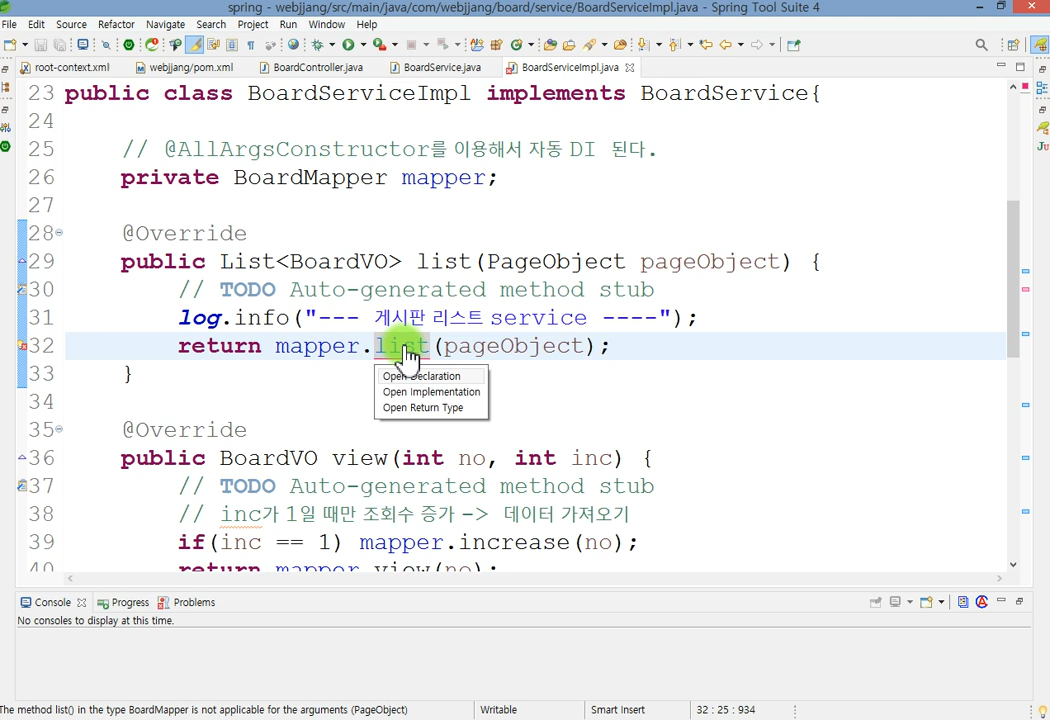 spring - webjjang/src/main/java/com/webjjang/board/service/BoardServiceImpl.java - Spring Tool Suite 4
File Edit Source Refactor Navigate Search Project Run Window Help
root-context.xml webjjang/pom.xml BoardController.java BoardService.java BoardServiceImpl.java
23 public class BoardServiceImpl implements BoardService{
24
25 // @AllArgsConstructor를 이용해서 자동 DI 된다.
26 private BoardMapper mapper;
27
28 @Override
29 public List<BoardVO> list(PageObject pageObject) {
30 // TODO Auto-generated method stub
31 log.info("--- 게시판 리스트 service ----");
32 return mapper.list(pageObject);
Open Declaration
33 }
Open Implementation
Open Return Type
34
35 @Override
36 public BoardVO view(int no, int inc) {
37 // TODO Auto-generated method stub
38 // inc가 1일 때만 조회수 증가 -> 데이터 가져오기
39 if(inc == 1) mapper.increase(no);
40 return mapper.view(no);
Console Progress Problems
No consoles to display at this time.
The method list() in the type BoardMapper is not applicable for the arguments (PageObject) Writable Smart Insert 32 : 25 : 934